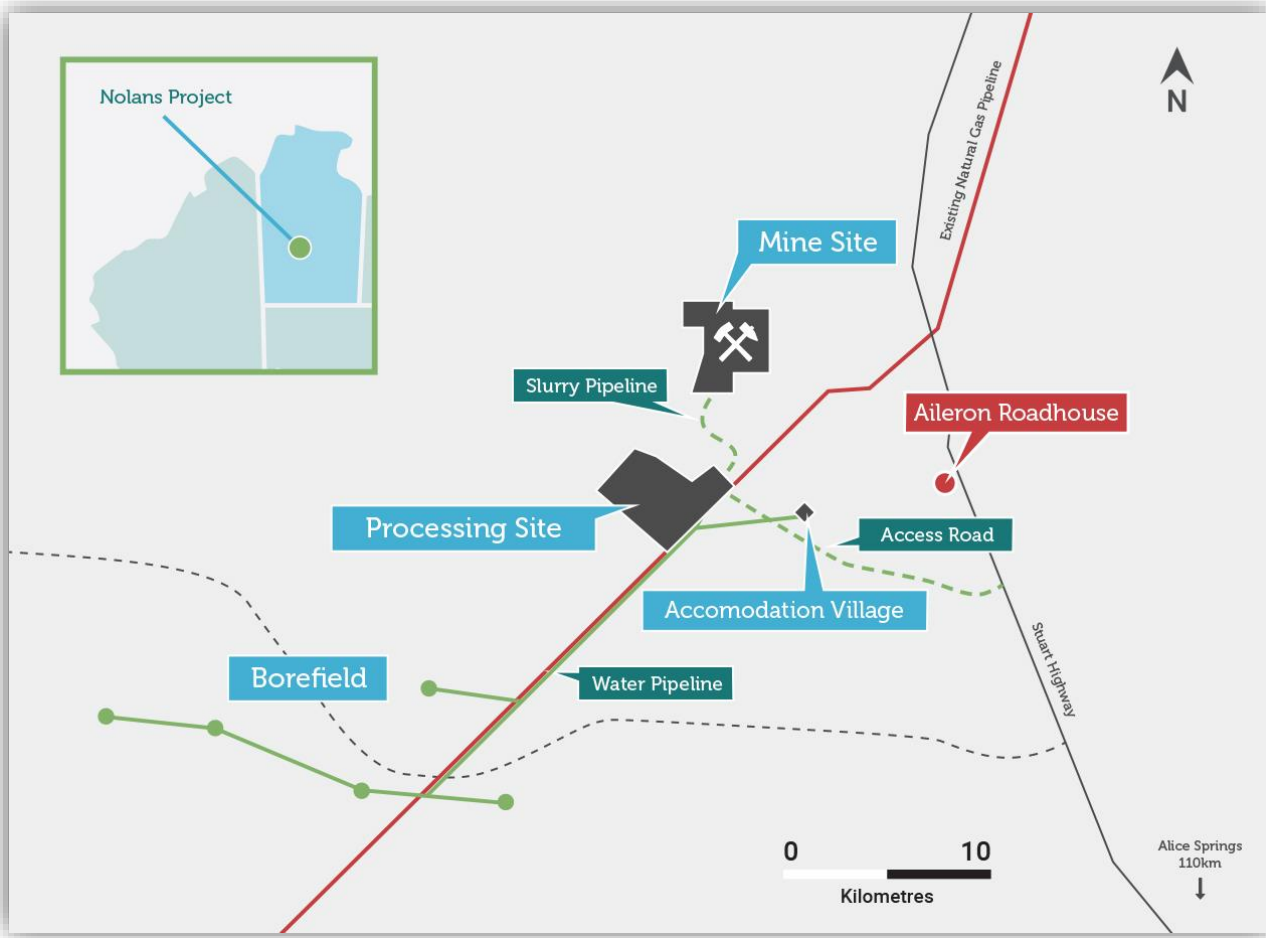 Nolans Project
N
Existing Natural Gas Pipeline
Mine Site
Slurry Pipeline
Aileron Roadhouse
Processing Site
Access Road
Accomodation Village
Stuart Highway
Borefield
Water Pipeline
0 10
Kilometres
Alice Springs
110km